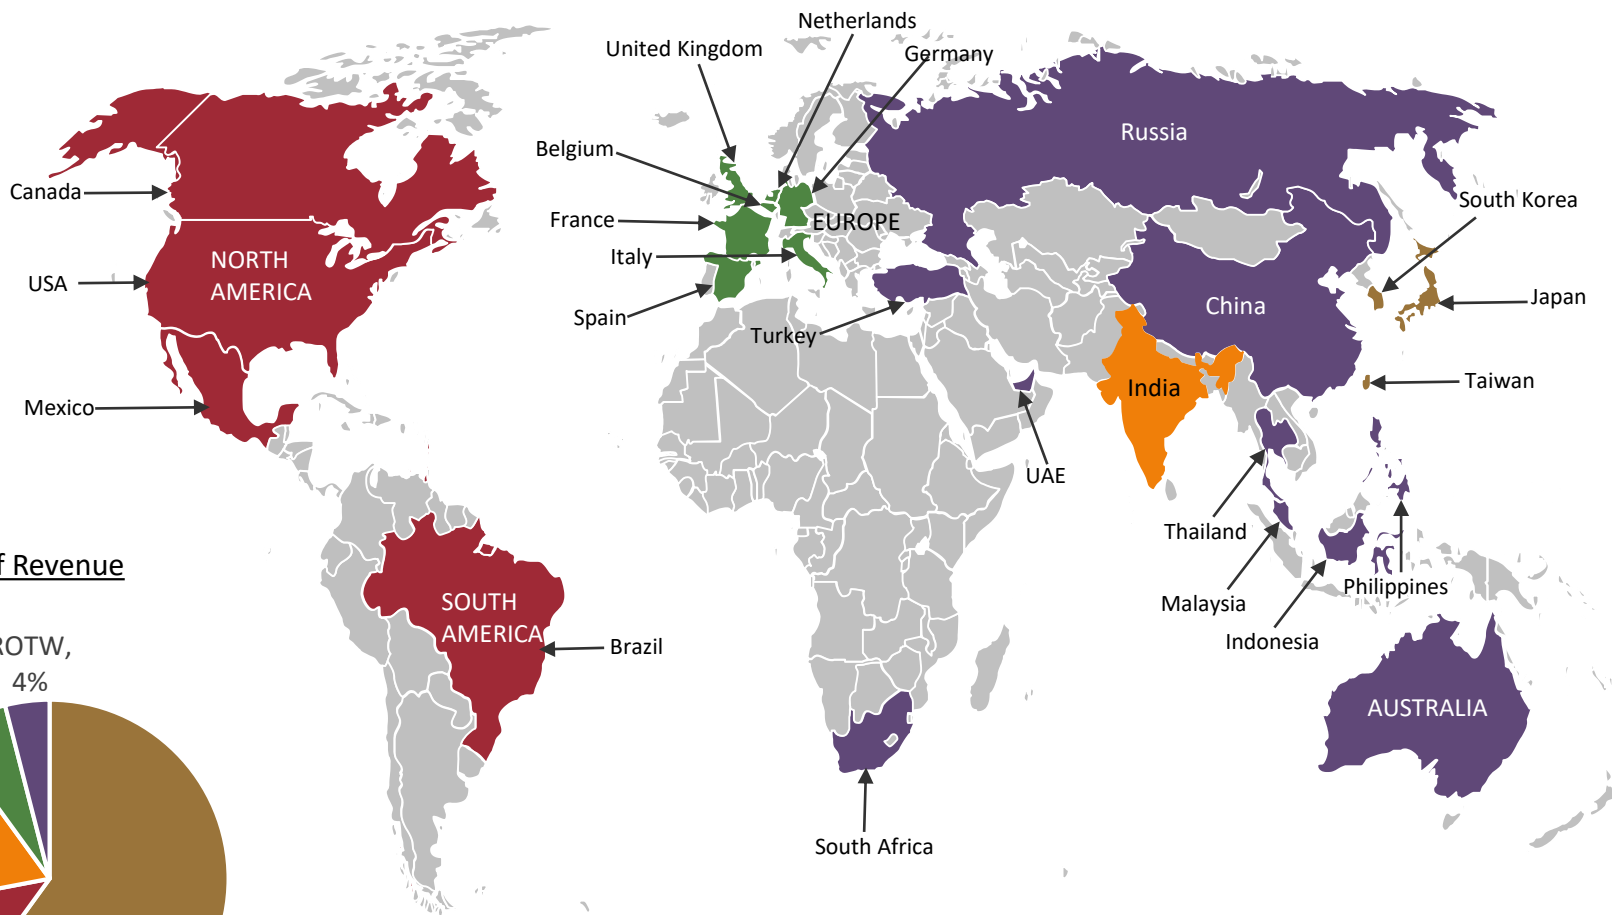 Netherlands
United Kingdom
Germany
Russia
Belgium
Canada
South Korea
France
EUROPE
Italy
NORTH
AMERICA
USA
China
Japan
Spain
Turkey
India
Taiwan
Mexico
UAE
Thailand
f Revenue
Philippines
SOUTH
AMERICA
Malaysia
Indonesia
Brazil
ROTW,
4%
AUSTRALIA
South Africa